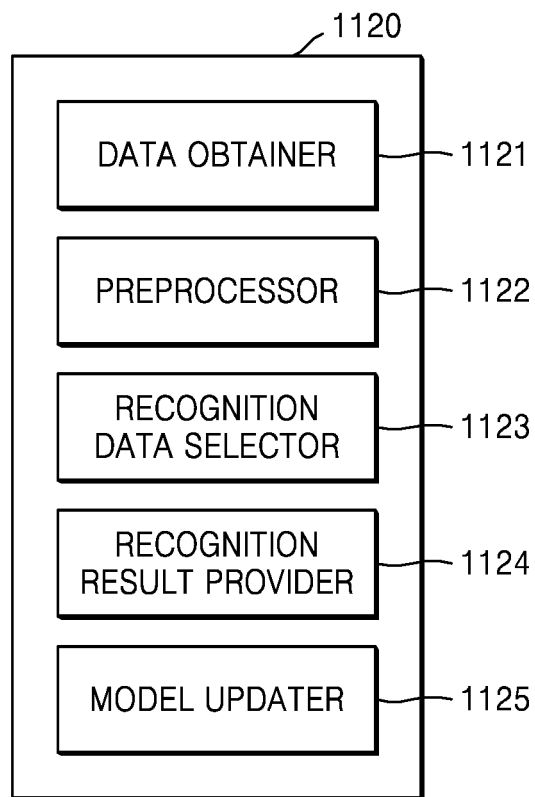 1120
DATA OBTAINER
1121
PREPROCESSOR
1122
RECOGNITION
DATA SELECTOR
1123
RECOGNITION
RESULT PROVIDER
1124
MODEL UPDATER
1125